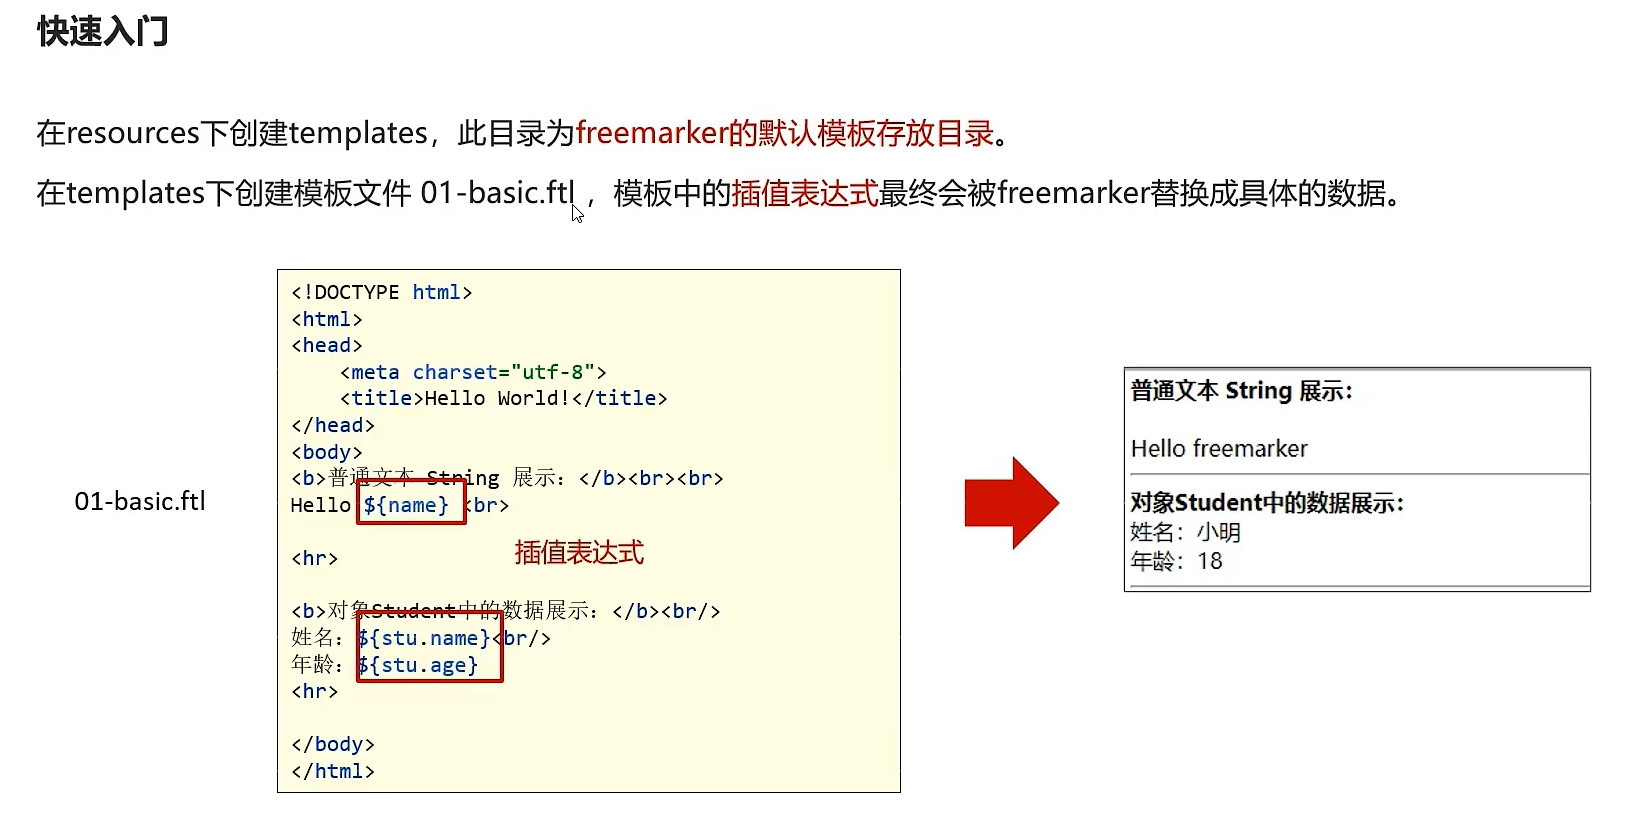 快速入门
在resources下创建templates，此目录为freemarker的默认模板存放目录。
在templates下创建模板文件 01-basic.ftl ，模板中的插值表达式最终会被freemarker替换成具体的数据。
01-basic.ftl
<!DOCTYPE html>
<html>
<head>
    <meta charset="utf-8">
    <title>Hello World!</title>
</head>
<body>
<b>普通文本 String 展示：</b><br><br>
Hello ${name} <br>
<hr>
插值表达式
<b>对象Student中的数据展示：</b><br/>
姓名：${stu.name}<br/>
年龄：${stu.age}
<hr>
</body>
</html>
普通文本 String 展示：
Hello freemarker
对象Student中的数据展示：
姓名：小明
年龄：18